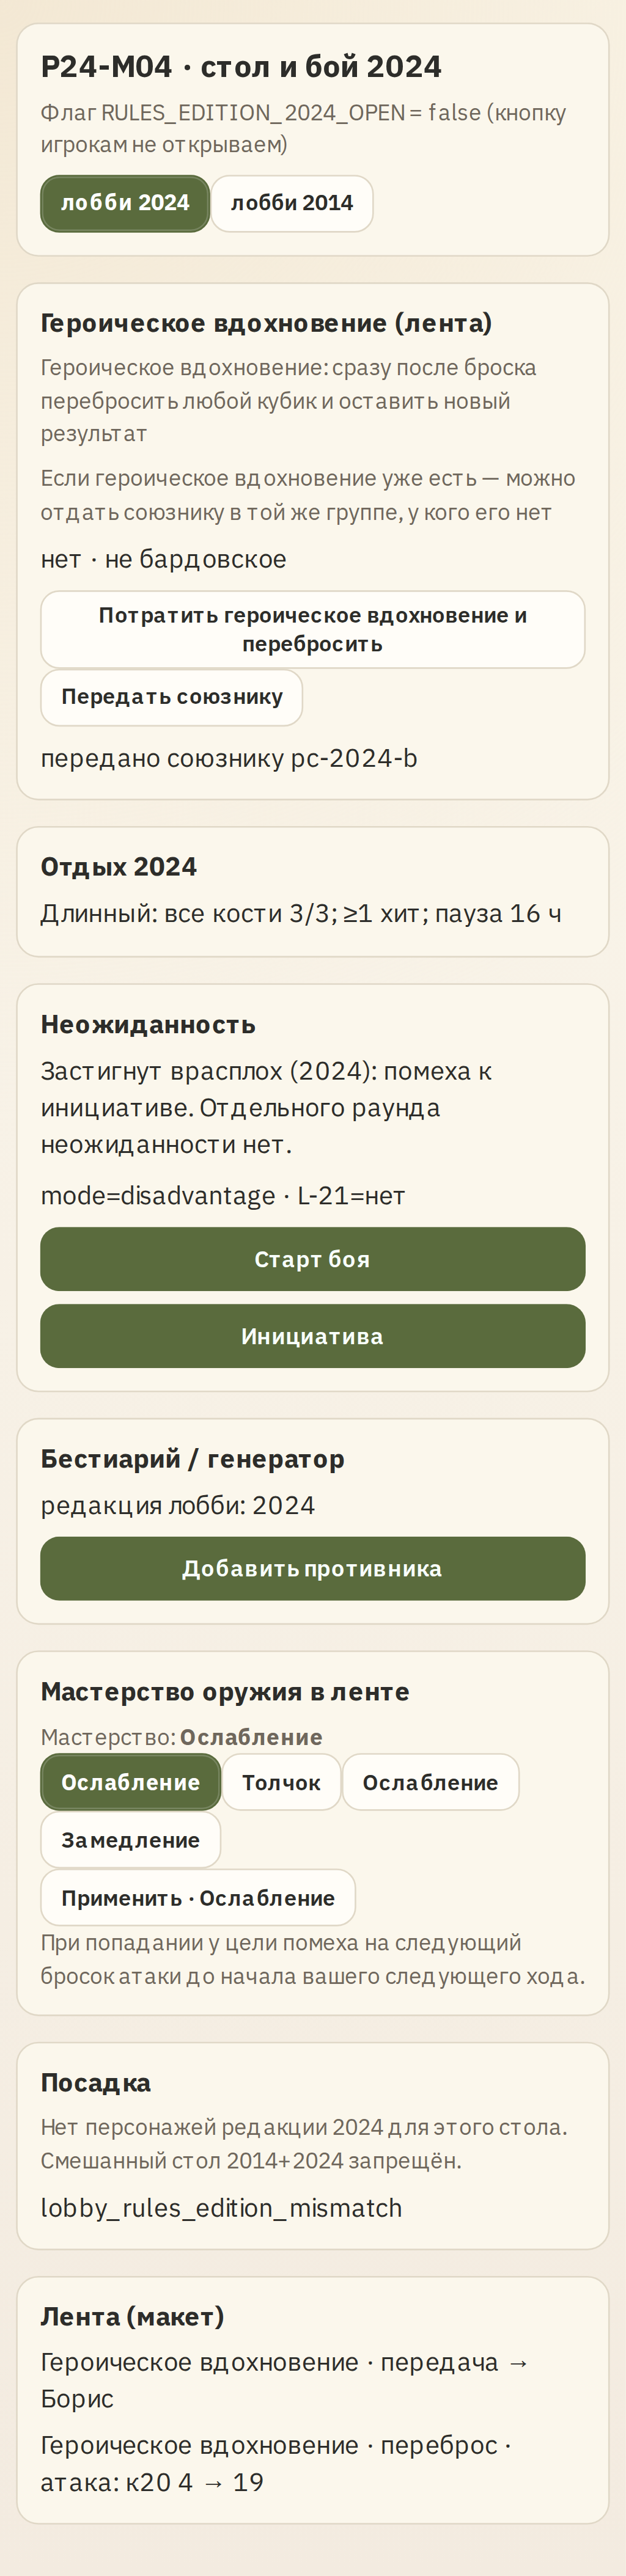 P24-M04 · стол и бой 2024
Флаг RULES_EDITION_2024_OPEN = false (кнопку
игрокам не открываем)
лобби 2024 лобби 2014
Героическое вдохновение (лента)
Героическое вдохновение: сразу после броска
перебросить любой кубик и оставить новый
результат
Если героическое вдохновение уже есть — можно
отдать союзнику в той же группе, у кого его нет
нет · не бардовское
Потратить героическое вдохновение и
перебросить
Передать союзнику
передано союзнику pc-2024-b
Отдых 2024
Длинный: все кости 3/3; ≥1 хит; пауза 16 ч
Неожиданность
Застигнут врасплох (2024): помеха к
инициативе. Отдельного раунда
неожиданности нет.
mode=disadvantage · L-21=нет
Старт боя
Инициатива
Бестиарий / генератор
редакция лобби: 2024
Добавить противника
Мастерство оружия в ленте
Мастерство: Ослабление
Ослабление Толчок Ослабление
Замедление
Применить · Ослабление
При попадании у цели помеха на следующий
бросок атаки до начала вашего следующего хода.
Посадка
Нет персонажей редакции 2024 для этого стола.
Смешанный стол 2014+2024 запрещён.
lobby_rules_edition_mismatch
Лента (макет)
Героическое вдохновение · передача →
Борис
Героическое вдохновение · переброс ·
атака: к20 4 → 19